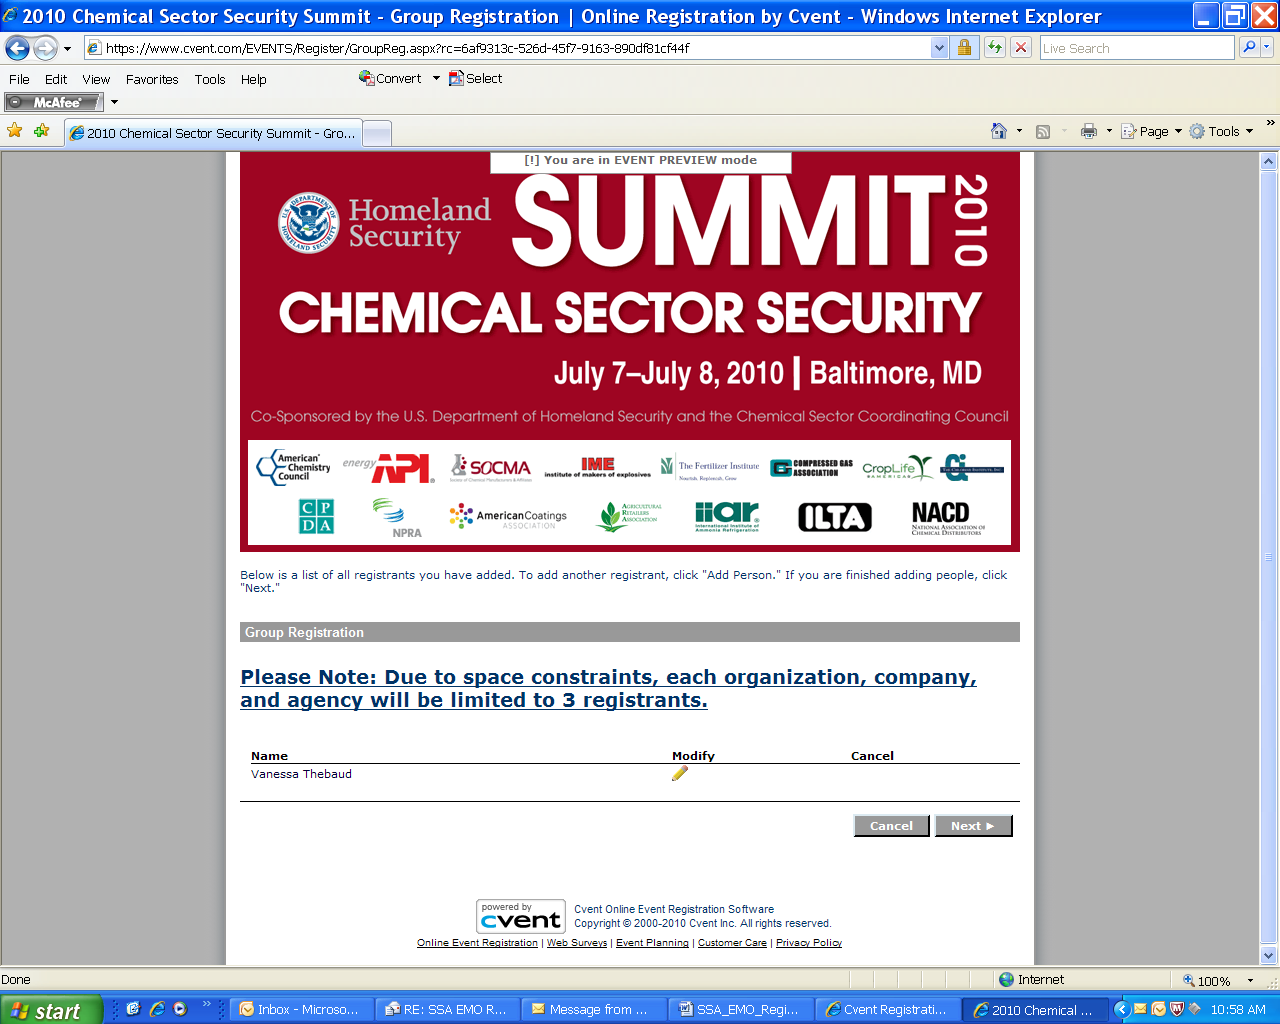 2010 Chemical Sector Security Summit - Group Registration | Online Registration by Cvent - Windows Internet Explorer
https://www.cvent.com/EVENTS/Register/GroupReg.aspx?rc=6af9313c-526d-45f7-9163-890df81cf44f
Live Search
File Edit View Favorites Tools Help Convert Select
McAfee
2010 Chemical Sector Security Summit - Gro...
Page Tools
[!] You are in EVENT PREVIEW mode
Homeland Security
SUMMIT 2010
CHEMICAL SECTOR SECURITY
July 7–July 8, 2010 | Baltimore, MD
Co-Sponsored by the U.S. Department of Homeland Security and the Chemical Sector Coordinating Council
American Chemistry Council
energy API
SOCMA
IME
institute of makers of explosives
The Fertilizer Institute
Nourish, Replenish, Grow
COMPRESSED GAS ASSOCIATION
CropLife AMERICA
CPDA
NPRA
American Coatings ASSOCIATION
AGRICULTURAL RETAILERS ASSOCIATION
iiar
International Institute of Ammonia Refrigeration
ILTA
NACD
NATIONAL ASSOCIATION OF CHEMICAL DISTRIBUTORS
Below is a list of all registrants you have added. To add another registrant, click "Add Person." If you are finished adding people, click
"Next."
Group Registration
Please Note: Due to space constraints, each organization, company,
and agency will be limited to 3 registrants.
Name Modify Cancel
Vanessa Thebaud
Cancel Next ►
powered by cvent
Cvent Online Event Registration Software
Copyright © 2000-2010 Cvent Inc. All rights reserved.
Online Event Registration | Web Surveys | Event Planning | Customer Care | Privacy Policy
Done Internet 100%
start Inbox - Microso... RE: SSA EMO R... Message from ... SSA_EMO_Regi... Cvent Registrati... 2010 Chemical ... 10:58 AM